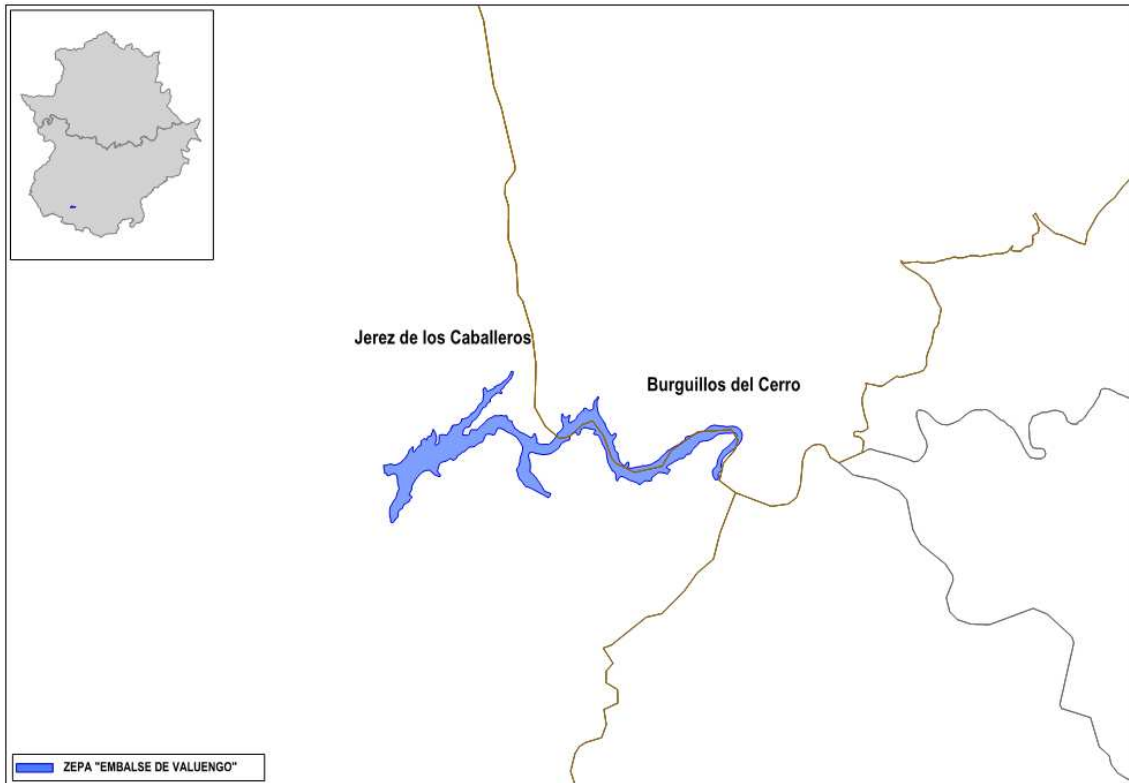 Jerez de los Caballeros
Burguillos del Cerro
ZEPA "EMBALSE DE VALUENGO"